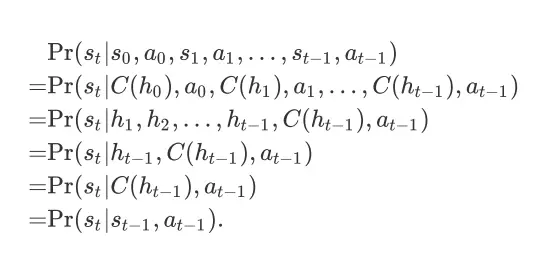 Pr(s_t|s_0, a_0, s_1, a_1, . . . , s_{t−1}, a_{t−1})
=Pr(s_t|C(h_0), a_0, C(h_1), a_1, . . . , C(h_{t−1}), a_{t−1})
=Pr(s_t|h_1, h_2, . . . , h_{t−1}, C(h_{t−1}), a_{t−1})
=Pr(s_t|h_{t−1}, C(h_{t−1}), a_{t−1})
=Pr(s_t|C(h_{t−1}), a_{t−1})
=Pr(s_t|s_{t−1}, a_{t−1}).